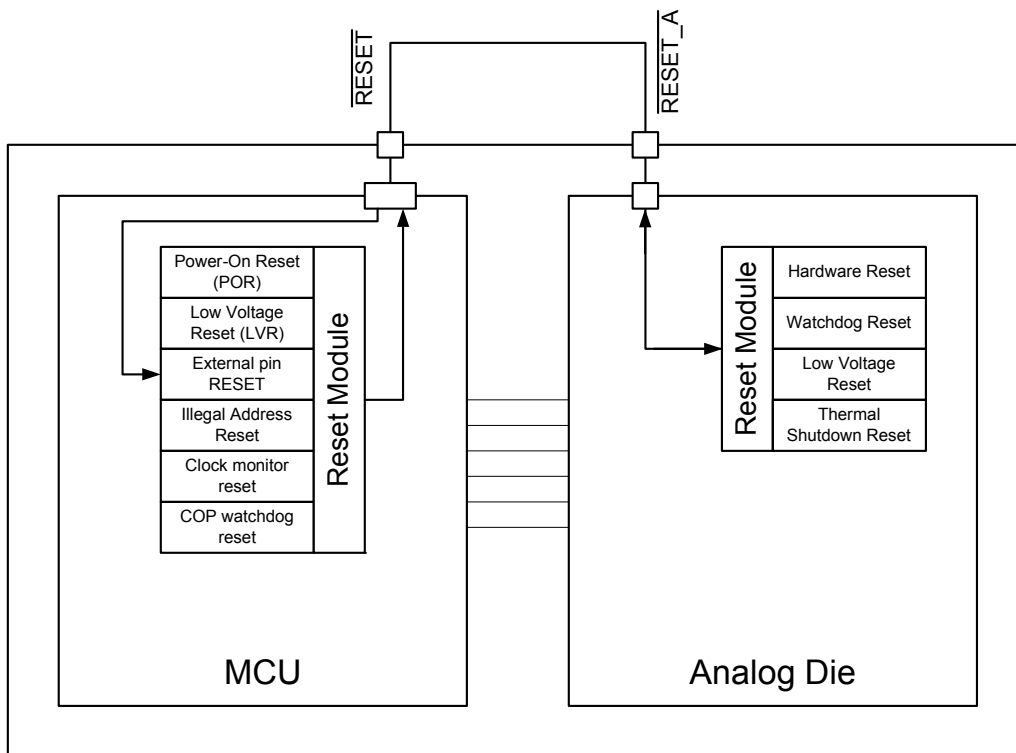 RESET
RESET_A
Power-On Reset
(POR)
Low Voltage
Reset (LVR)
External pin
RESET
Illegal Address
Reset
Clock monitor
reset
COP watchdog
reset
Reset Module
MCU
Reset Module
Hardware Reset
Watchdog Reset
Low Voltage
Reset
Thermal
Shutdown Reset
Analog Die